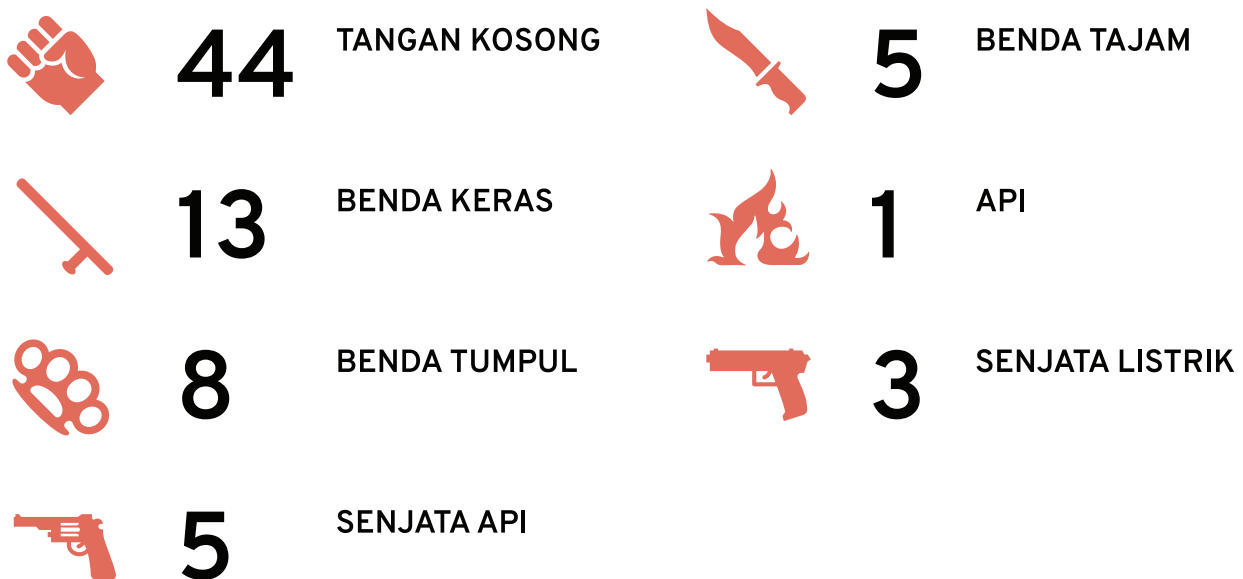 44 TANGAN KOSONG
13 BENDA KERAS
8 BENDA TUMPUL
5 SENJATA API
5 BENDA TAJAM
1 API
3 SENJATA LISTRIK